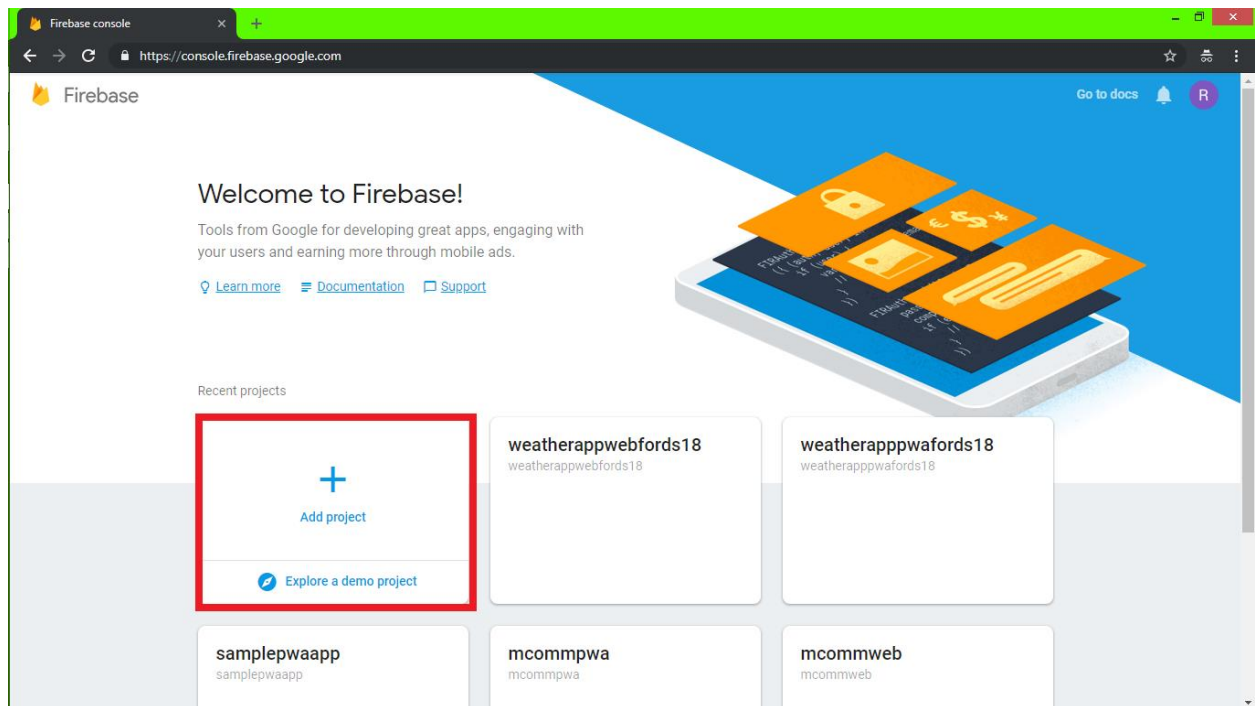 Firebase console
https://console.firebase.google.com
Firebase
Go to docs
R
Welcome to Firebase!
Tools from Google for developing great apps, engaging with
your users and earning more through mobile ads.
Learn more Documentation Support
Recent projects
Add project
Explore a demo project
weatherappwebfords18
weatherappwebfords18
weatherapppwafords18
weatherapppwafords18
samplepwaapp
samplepwaapp
mcommpwa
mcommpwa
mcommweb
mcommweb